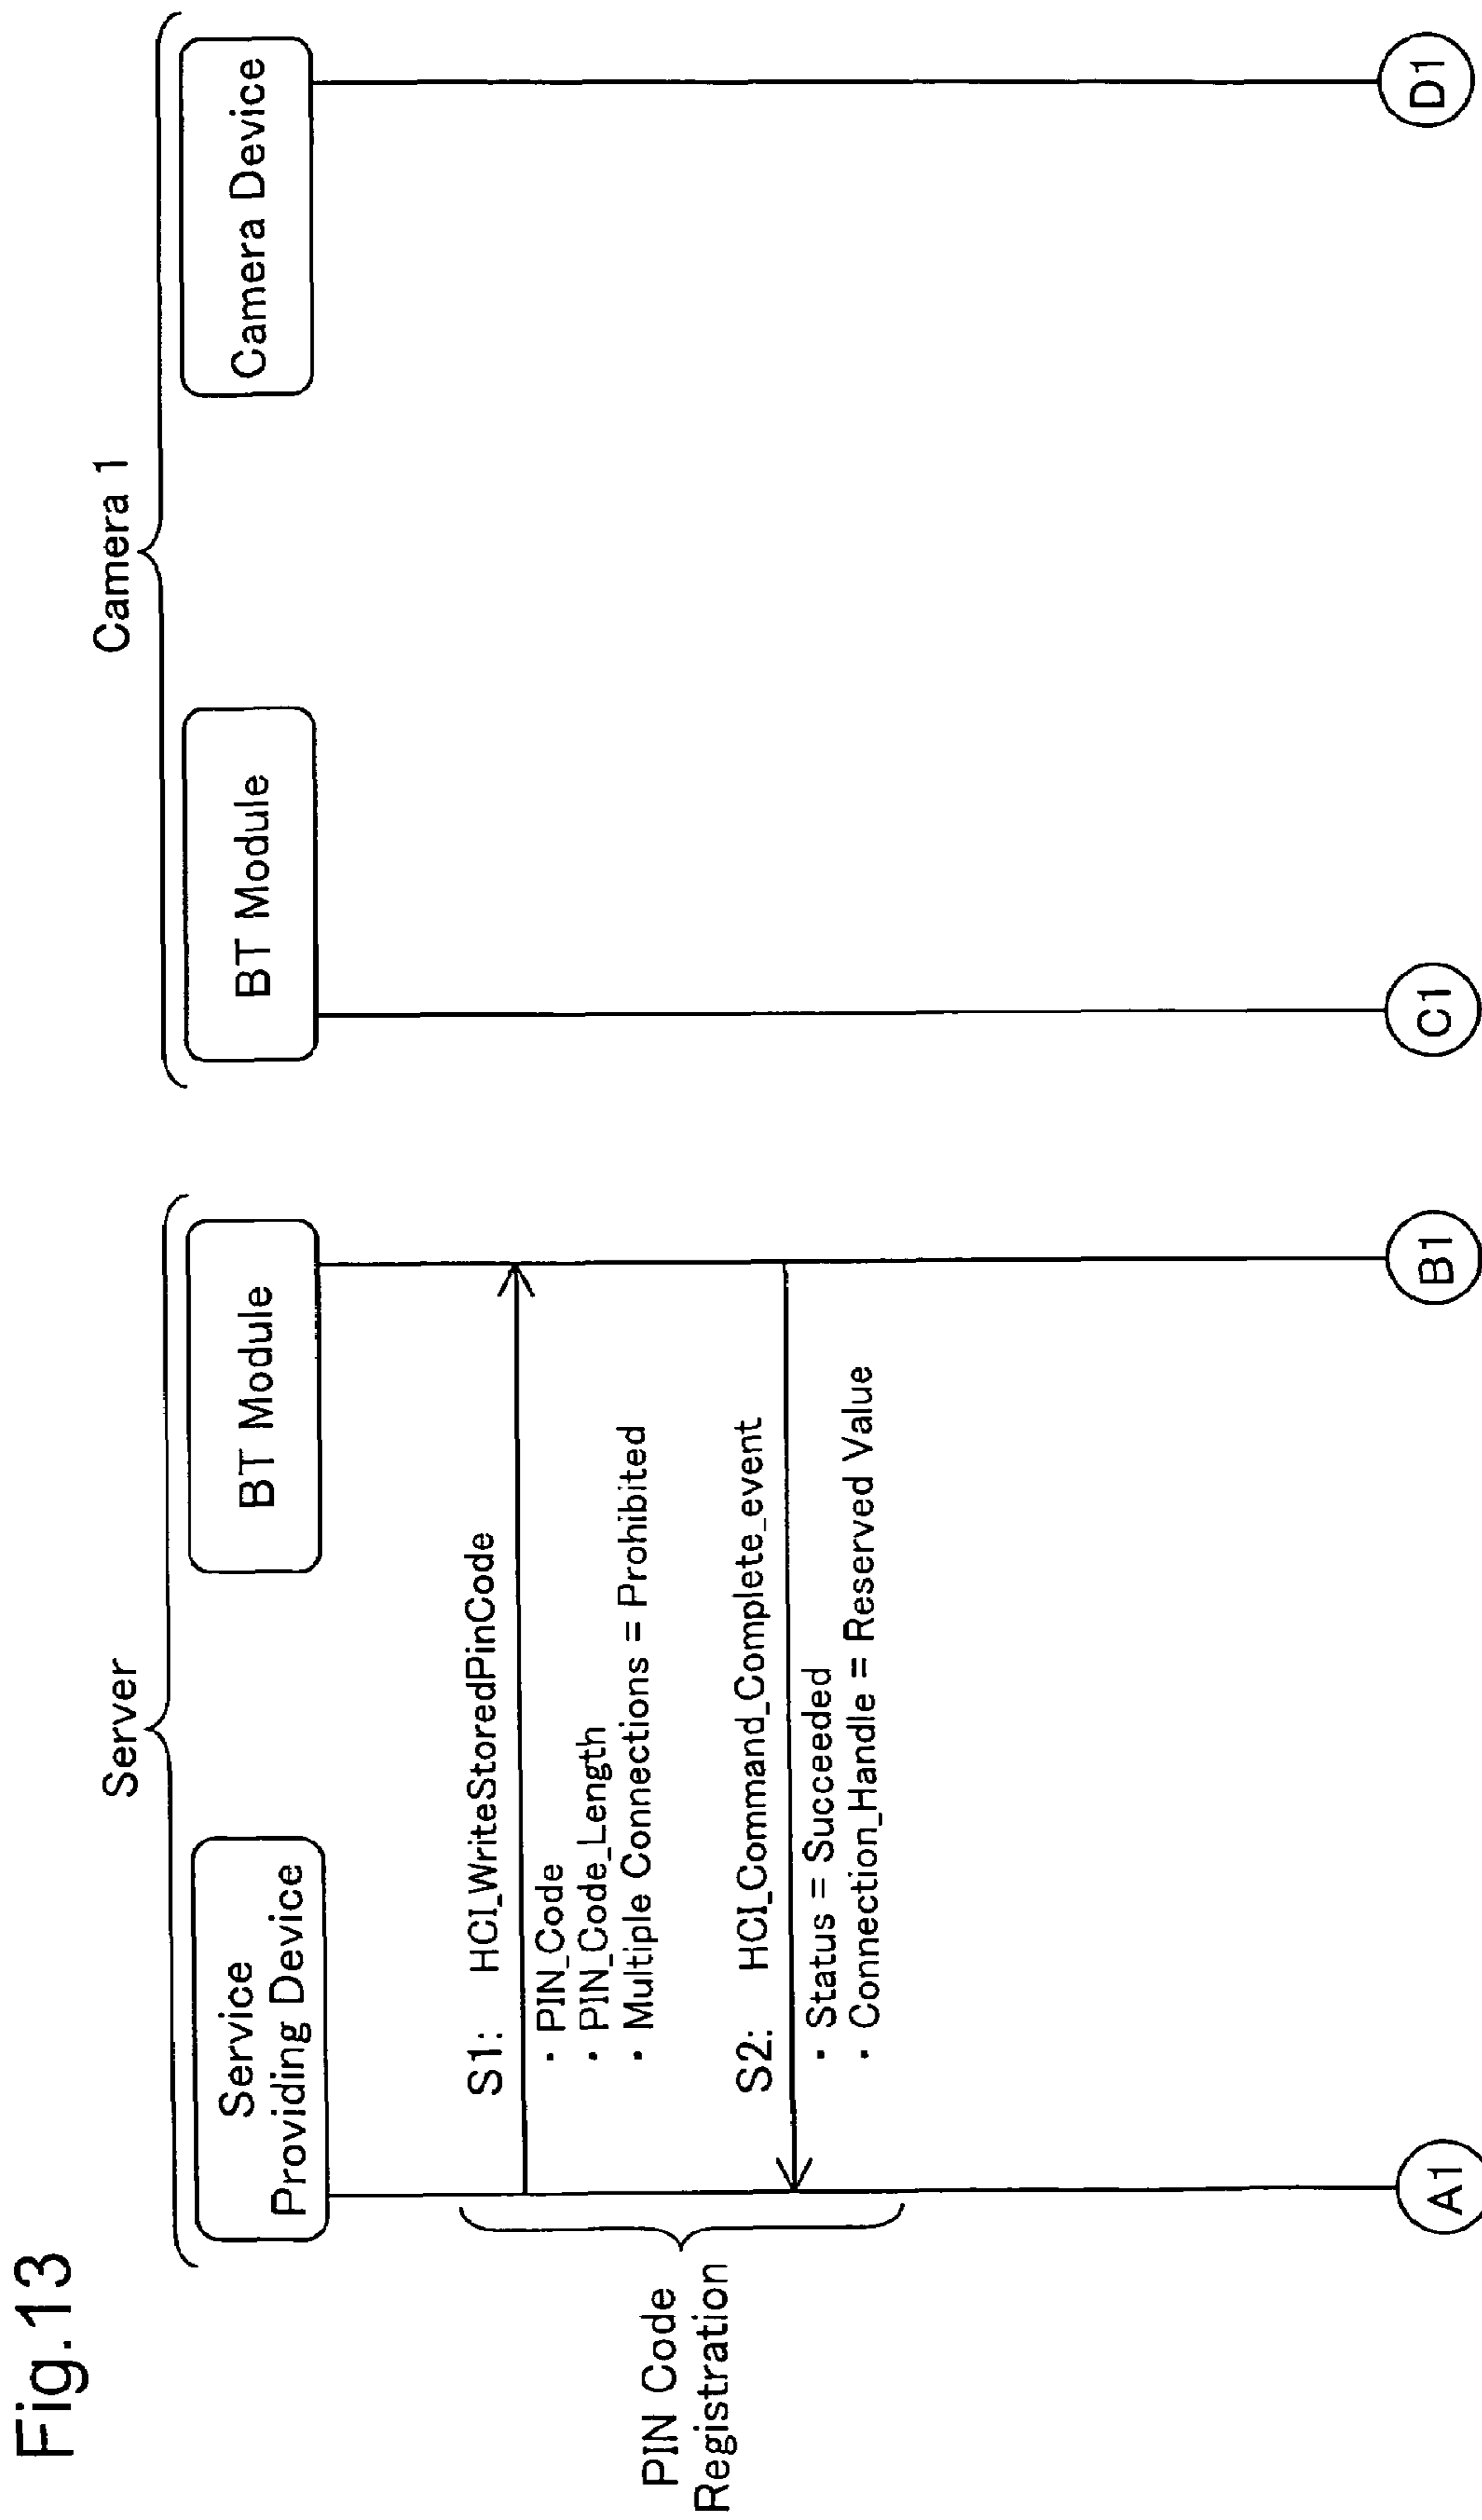 Fig.13
Server
Camera 1
Service
Providing Device
BT Module
BT Module
Camera Device
PIN Code
Registration
S1: HCI_WriteStoredPinCode
· PIN_Code
· PIN_Code_Length
· Multiple Connections = Prohibited
S2: HCI_Command_Complete_event
· Status = Succeeded
· Connection_Handle = Reserved Value
A1
B1
C1
D1